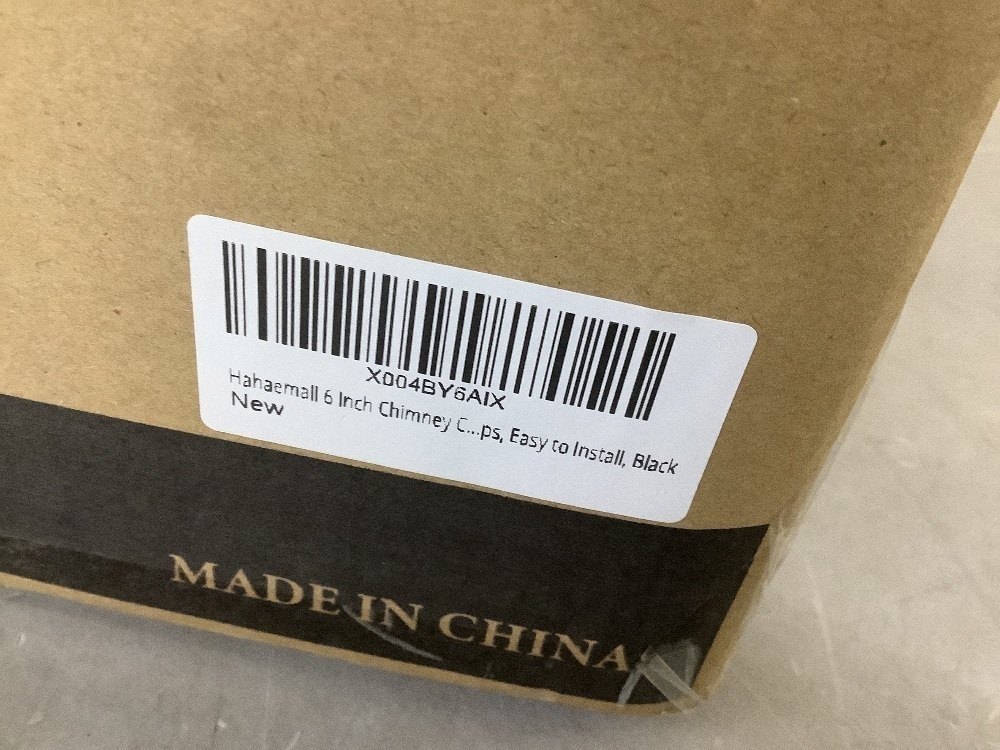 X004BY6AIX
Hahaemall 6 Inch Chimney C...ps, Easy to Install, Black
New
MADE IN CHINA